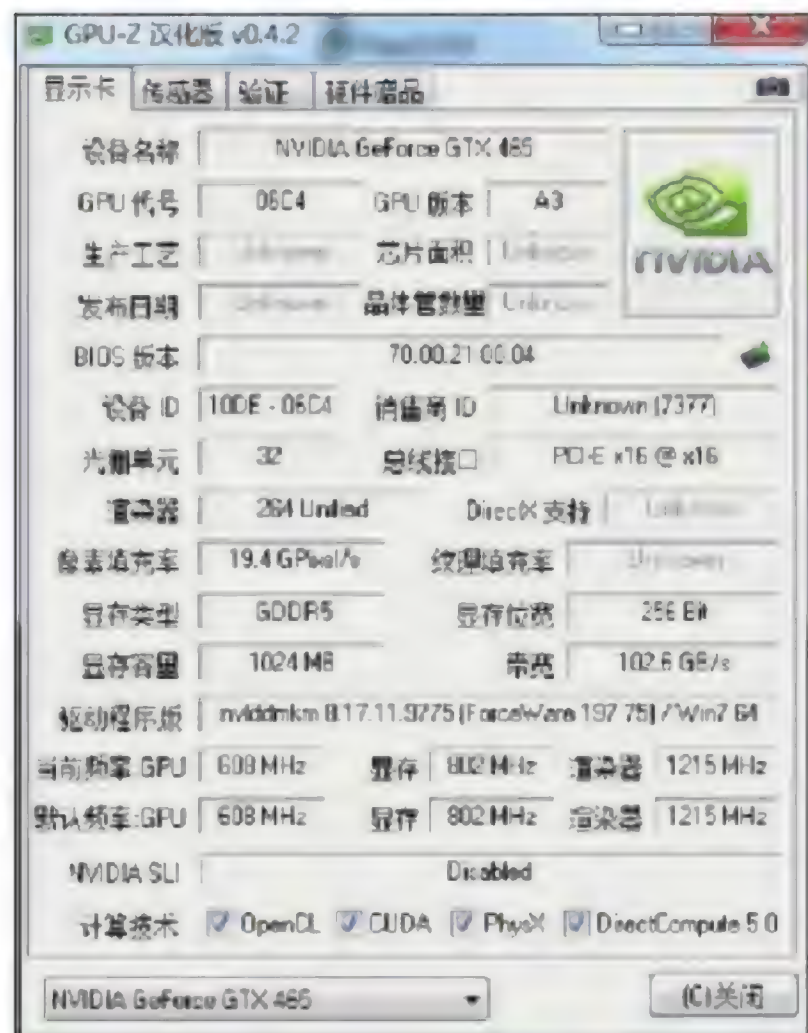 GPU-Z 汉化版 v0.4.2
显示卡 传感器 验证
设备名称 NVIDIA GeForce GTX 465
GPU 代号 06C4 GPU 版本 A3
生产工艺 Unknown 芯片面积 Unknown
NVIDIA
发布日期 Unknown 晶体管数量 Unknown
BIOS 版本 70.00.21.00.04
设备 ID 10DE - 06C4 销售商 ID Unknown (7377)
光栅单元 32 总线接口 PCI-E x16 @ x16
渲染器 264 Unified DirectX 支持 Unknown
像素填充率 19.4 GPixel/s 纹理填充率 Unknown
显存类型 GDDR5 显存位宽 256 Bit
显存容量 1024 MB 带宽 102.6 GB/s
驱动程序版 nvlddmkm 8.17.11.9775 (ForceWare 197.75) / Win7 64
当前频率 GPU 608 MHz 显存 802 MHz 渲染器 1215 MHz
默认频率:GPU 608 MHz 显存 802 MHz 渲染器 1215 MHz
NVIDIA SLI Disabled
计算技术 OpenCL CUDA PhysX DirectCompute 5.0
NVIDIA GeForce GTX 465 (C)关闭